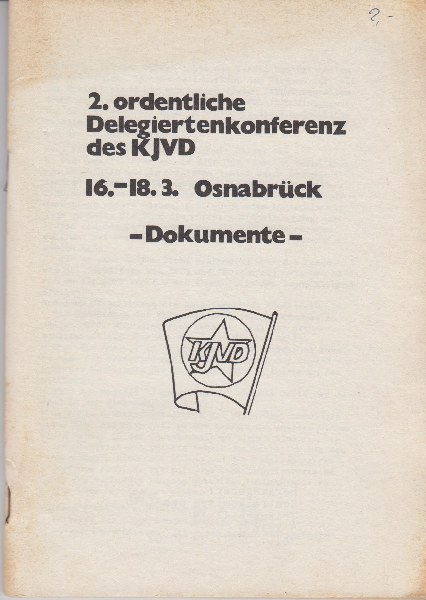 2,-
2. ordentliche
Delegiertenkonferenz
des KJVD
16.-18. 3. Osnabrück
-Dokumente-
KJVD